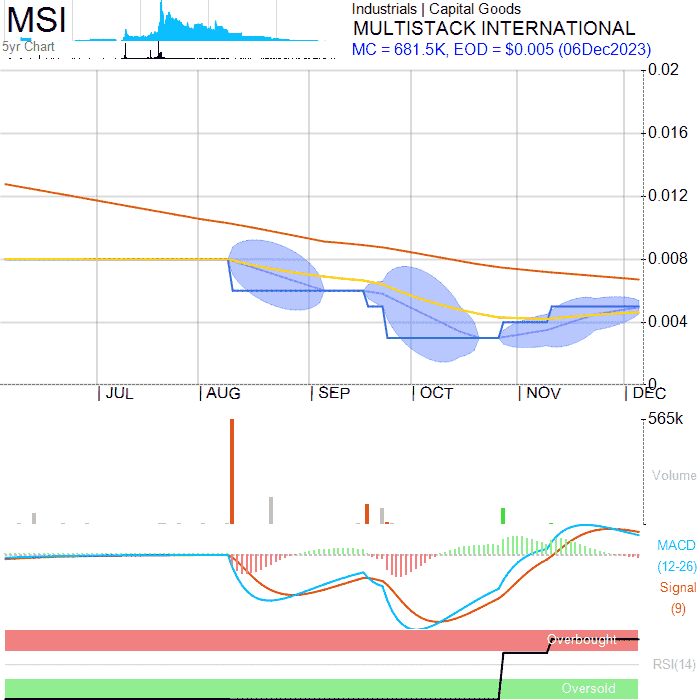 MSI
5yr Chart
Industrials | Capital Goods
MULTISTACK INTERNATIONAL
MC = 681.5K, EOD = $0.005 (06Dec2023)
0.02
0.016
0.012
0.008
0.004
0
JUL AUG SEP OCT NOV DEC
565k
Volume
MACD
(12-26)
Signal
(9)
Overbought
RSI(14)
Oversold